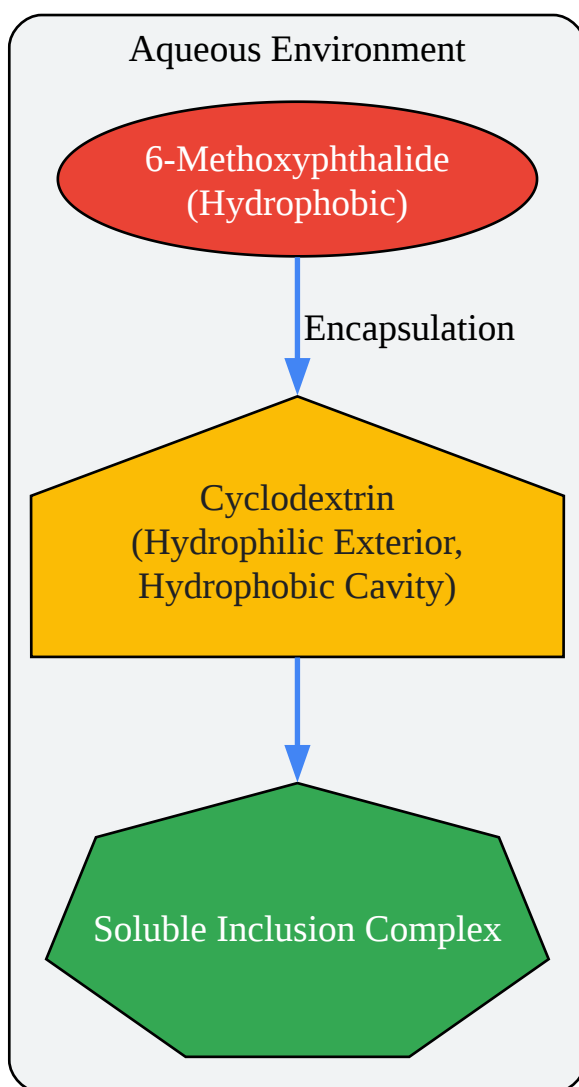 Aqueous Environment
6-Methoxyphthalide
(Hydrophobic)
Encapsulation
Cyclodextrin
(Hydrophilic Exterior,
Hydrophobic Cavity)
Soluble Inclusion Complex